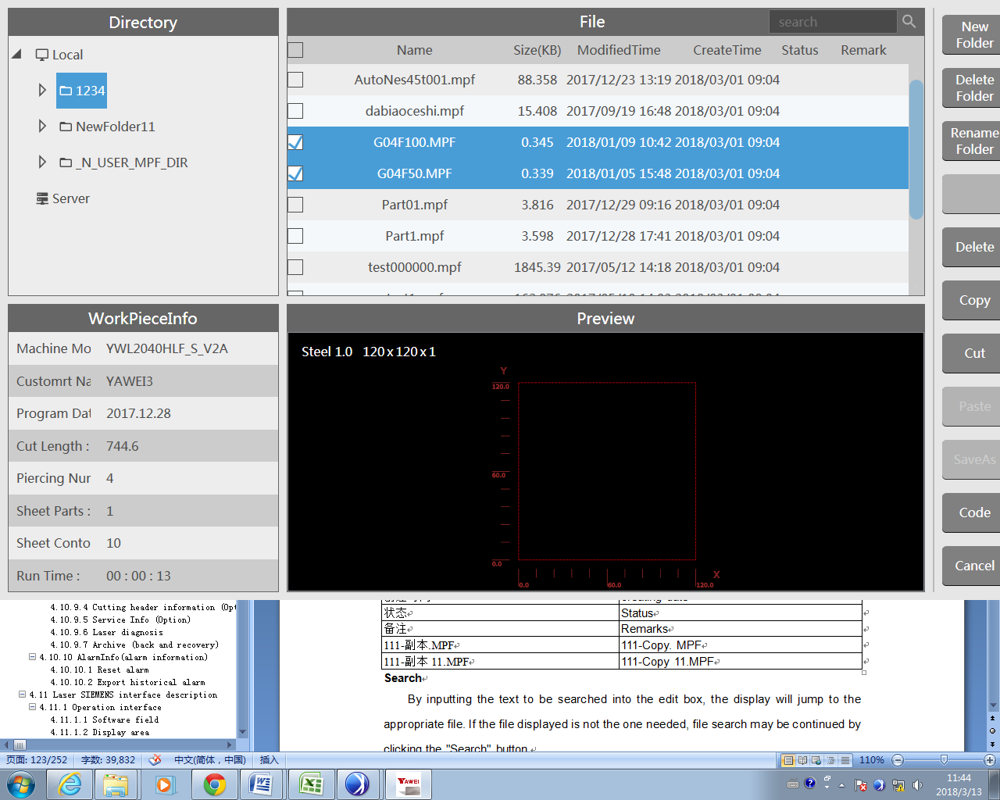 Directory
Local
1234
NewFolder11
_N_USER_MPF_DIR
Server
File
search
Name Size(KB) ModifiedTime CreateTime Status Remark
AutoNes45t001.mpf 88.358 2017/12/23 13:19 2018/03/01 09:04
dabiaoceshi.mpf 15.408 2017/09/19 16:48 2018/03/01 09:04
G04F100.MPF 0.345 2018/01/09 10:42 2018/03/01 09:04
G04F50.MPF 0.339 2018/01/05 15:48 2018/03/01 09:04
Part01.mpf 3.816 2017/12/29 09:16 2018/03/01 09:04
Part1.mpf 3.598 2017/12/28 17:41 2018/03/01 09:04
test000000.mpf 1845.39 2017/05/12 14:18 2018/03/01 09:04
New
Folder
Delete
Folder
Rename
Folder
Delete
Copy
Cut
Paste
SaveAs
Code
Cancel
WorkPieceInfo
Machine Mo YWL2040HLF_S_V2A
Customrt Na YAWEI3
Program Dat 2017.12.28
Cut Length : 744.6
Piercing Nur 4
Sheet Parts : 1
Sheet Conto 10
Run Time : 00 : 00 : 13
Preview
Steel 1.0 120 x 120 x 1
Y
120.0
60.0
0.0
X
0.0 60.0 120.0
4.10.9.4 Cutting header information (Opt
4.10.9.5 Service Info (Option)
4.10.9.6 Laser diagnosis
4.10.9.7 Archive (back and recovery)
4.10.10 AlarmInfo(alarm information)
4.10.10.1 Reset alarm
4.10.10.2 Export historical alarm
4.11 Laser SIEMENS interface description
4.11.1 Operation interface
4.11.1.1 Software field
4.11.1.2 Display area
状态 Status
备注 Remarks
111-副本.MPF 111-Copy. MPF
111-副本 11.MPF 111-Copy 11.MPF
Search
By inputting the text to be searched into the edit box, the display will jump to the
appropriate file. If the file displayed is not the one needed, file search may be continued by
clicking the "Search" button.
页面: 123/252 字数: 39,832 中文(简体，中国) 插入 110%
YAWEI
11:44
2018/3/13